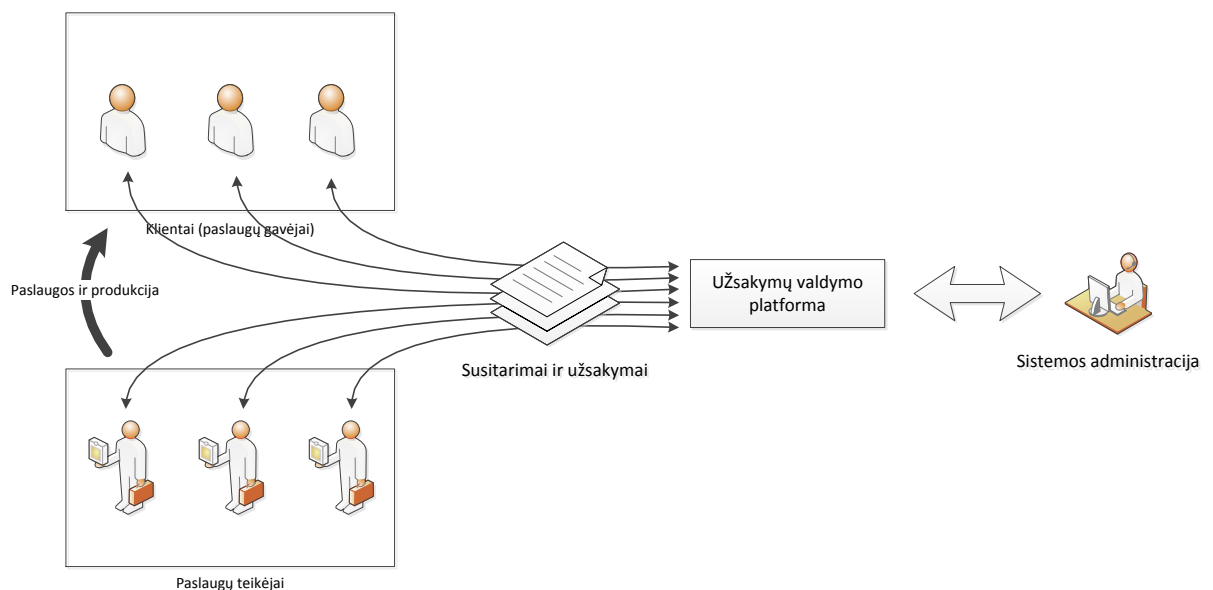 Klientai (paslaugų gavėjai)
Paslaugos ir produkcija
UŽsakymų valdymo
platforma
Susitarimai ir užsakymai
Sistemos administracija
Paslaugų teikėjai